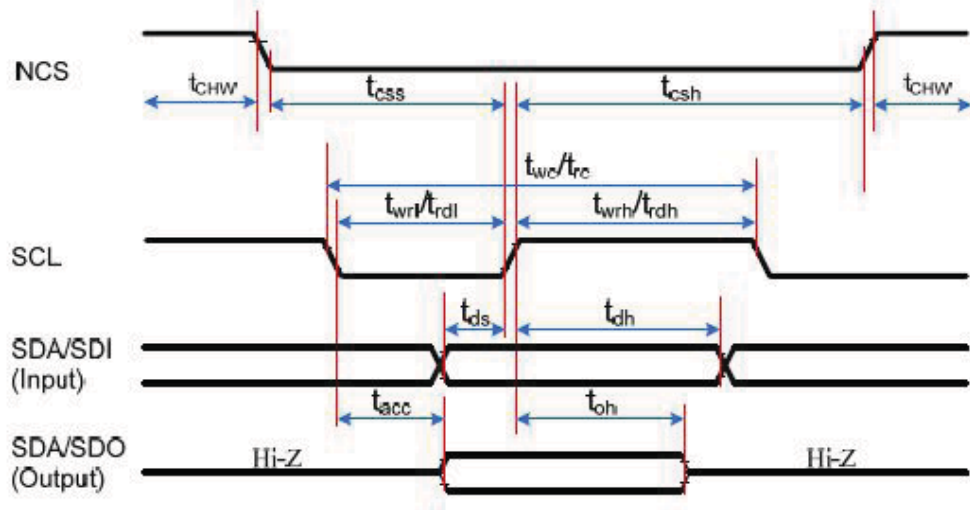 NCS
tCHW
tcss
tcsh
tCHW
twc/trc
twrl/trdl
twrh/trdh
SCL
tds
tdh
SDA/SDI
(Input)
tacc
toh
SDA/SDO
(Output)
Hi-Z
Hi-Z